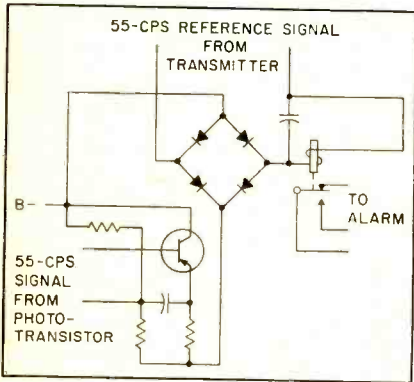 55-CPS REFERENCE SIGNAL
FROM
TRANSMITTER
TO
ALARM
B-
55-CPS
SIGNAL
FROM
PHOTO-
TRANSISTOR